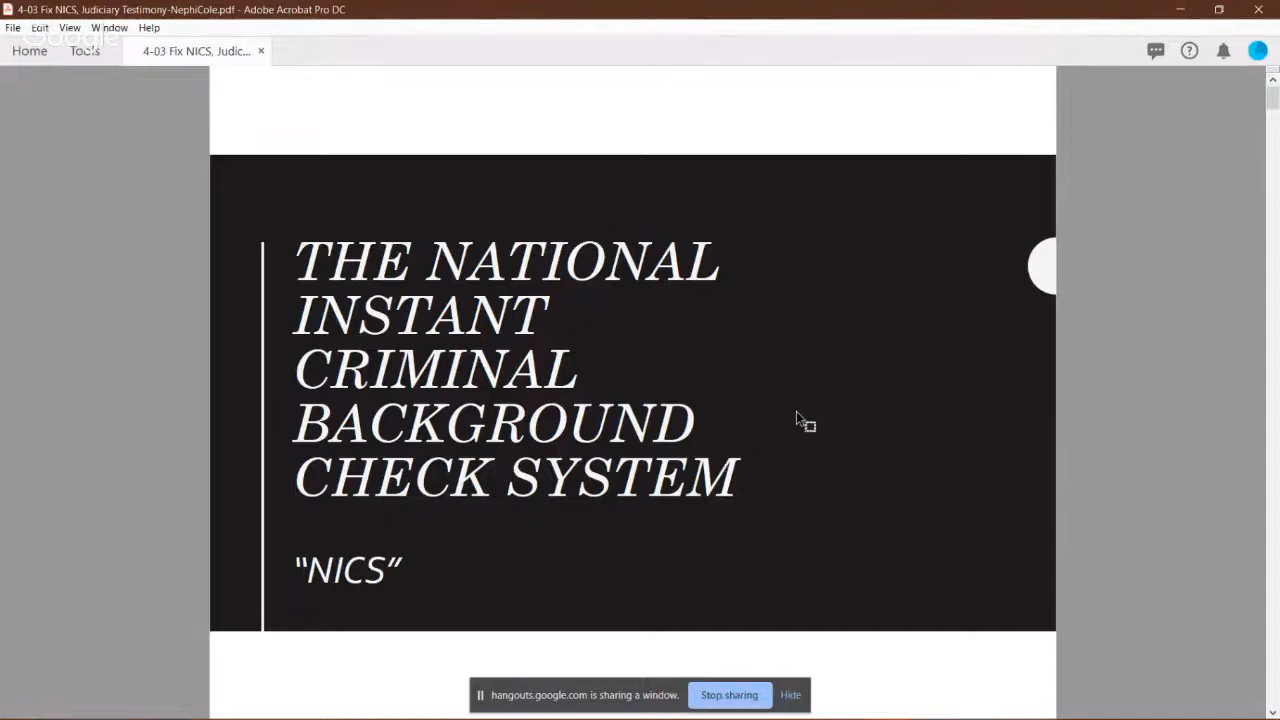 4-03 Fix NICS, Judiciary Testimony-NephiCole.pdf - Adobe Acrobat Pro DC
File Edit View Window Help
Google
Home Tools 4-03 Fix NICS, Judic... ×
THE NATIONAL
INSTANT
CRIMINAL
BACKGROUND
CHECK SYSTEM
“NICS”
hangouts.google.com is sharing a window. Stop sharing Hide